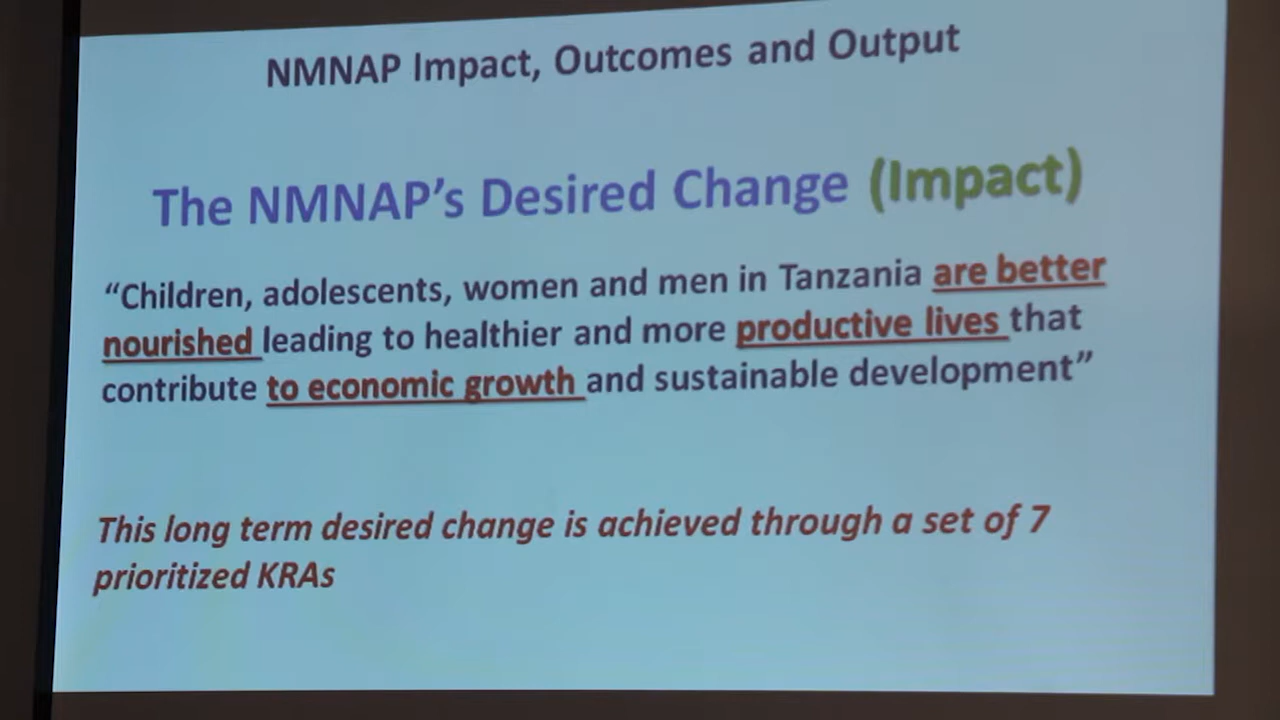 NMNAP Impact, Outcomes and Output
The NMNAP’s Desired Change (Impact)
“Children, adolescents, women and men in Tanzania are better
nourished leading to healthier and more productive lives that
contribute to economic growth and sustainable development”
This long term desired change is achieved through a set of 7
prioritized KRAs